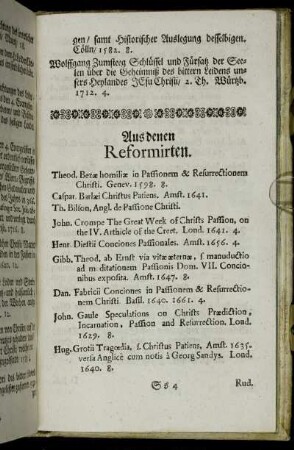 gen/ samt Historischer Auslegung desselbigen.
Cölln/ 1582. 8.
Wolffgang Zumsteeg Schlüssel und Fürsatz der See-
len über die Geheimniß des bittern Leidens un-
sers Heylandes JEsu Christi/ 2. Th. Würtzb.
1712. 4.
Aus denen
Reformirten.
Theod. Bezæ homiliæ in Passionem & Resurrectionem
Christi. Genev. 1598. 8.
Caspar. Barlæi Christus Patiens. Amst. 1641.
Th. Bilson, Angl. de Passione Christi.
John. Crompe The Great Week of Christs Passion, on
the IV. Arthicle of the Creet. Lond. 1641. 4.
Henr. Diestii Conciones Passionales. Amst. 1656. 4.
Gibb. Theod. ab Ernst via vitæ æternæ, s. manuductio
ad meditationem Passionis Dom. VII. Concio-
nibus exposita. Amst. 1647. 8.
Dan. Fabricii Conciones in Passionem & Resurrectio-
nem Christi. Basil. 1640. 1661. 4.
John. Gaule Speculations on Christs Prædiction,
Incarnation, Passion and Resurrection. Lond.
1629. 8.
Hug. Grotii Tragœdia, s. Christus Patiens, Amst. 1635.
versa Anglicè cum notis à Georg Sandys. Lond.
1640. 8.
S s 4
Rud.